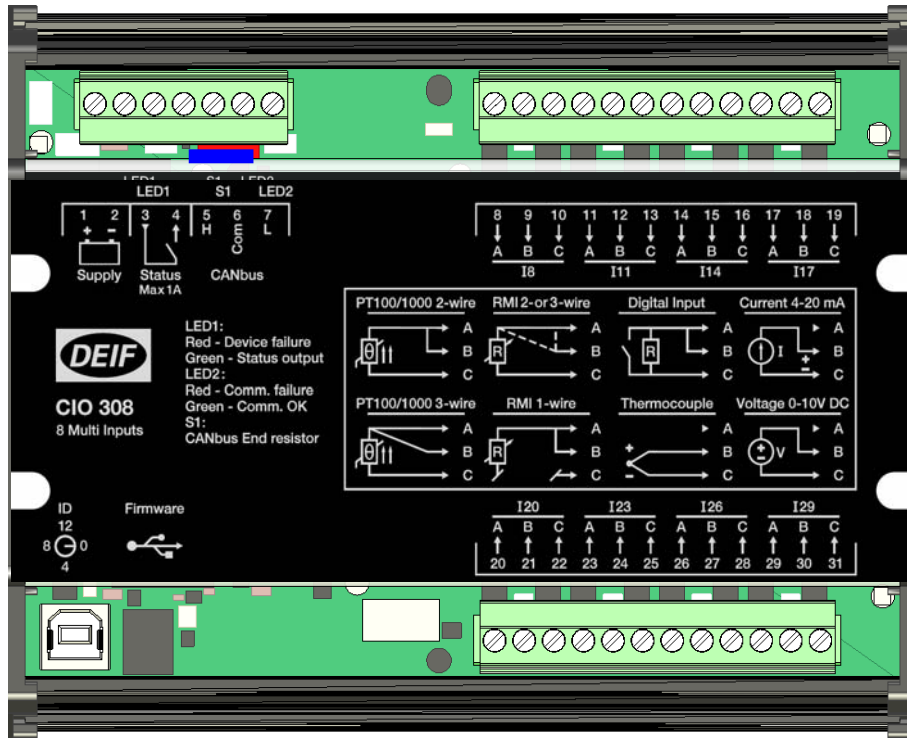 LED1 S1 LED2
LED1 S1 LED2
1 2 3 4 5 6 7
+ - H Com L
Supply Status CANbus
Max 1A
8 9 10 11 12 13 14 15 16 17 18 19
A B C A B C A B C A B C
I8 I11 I14 I17
PT100/1000 2-wire RMI 2-or 3-wire Digital Input Current 4-20 mA
θ A R A R A A
B B B I + - B
C C C C
PT100/1000 3-wire RMI 1-wire Thermocouple Voltage 0-10V DC
A A A A
θ B R B + - B + - V B
C C C C
DEIF
CIO 308
8 Multi Inputs
LED1:
Red - Device failure
Green - Status output
LED2:
Red - Comm. failure
Green - Comm. OK
S1:
CANbus End resistor
ID
12
8 0
4
Firmware
I20 I23 I26 I29
A B C A B C A B C A B C
20 21 22 23 24 25 26 27 28 29 30 31